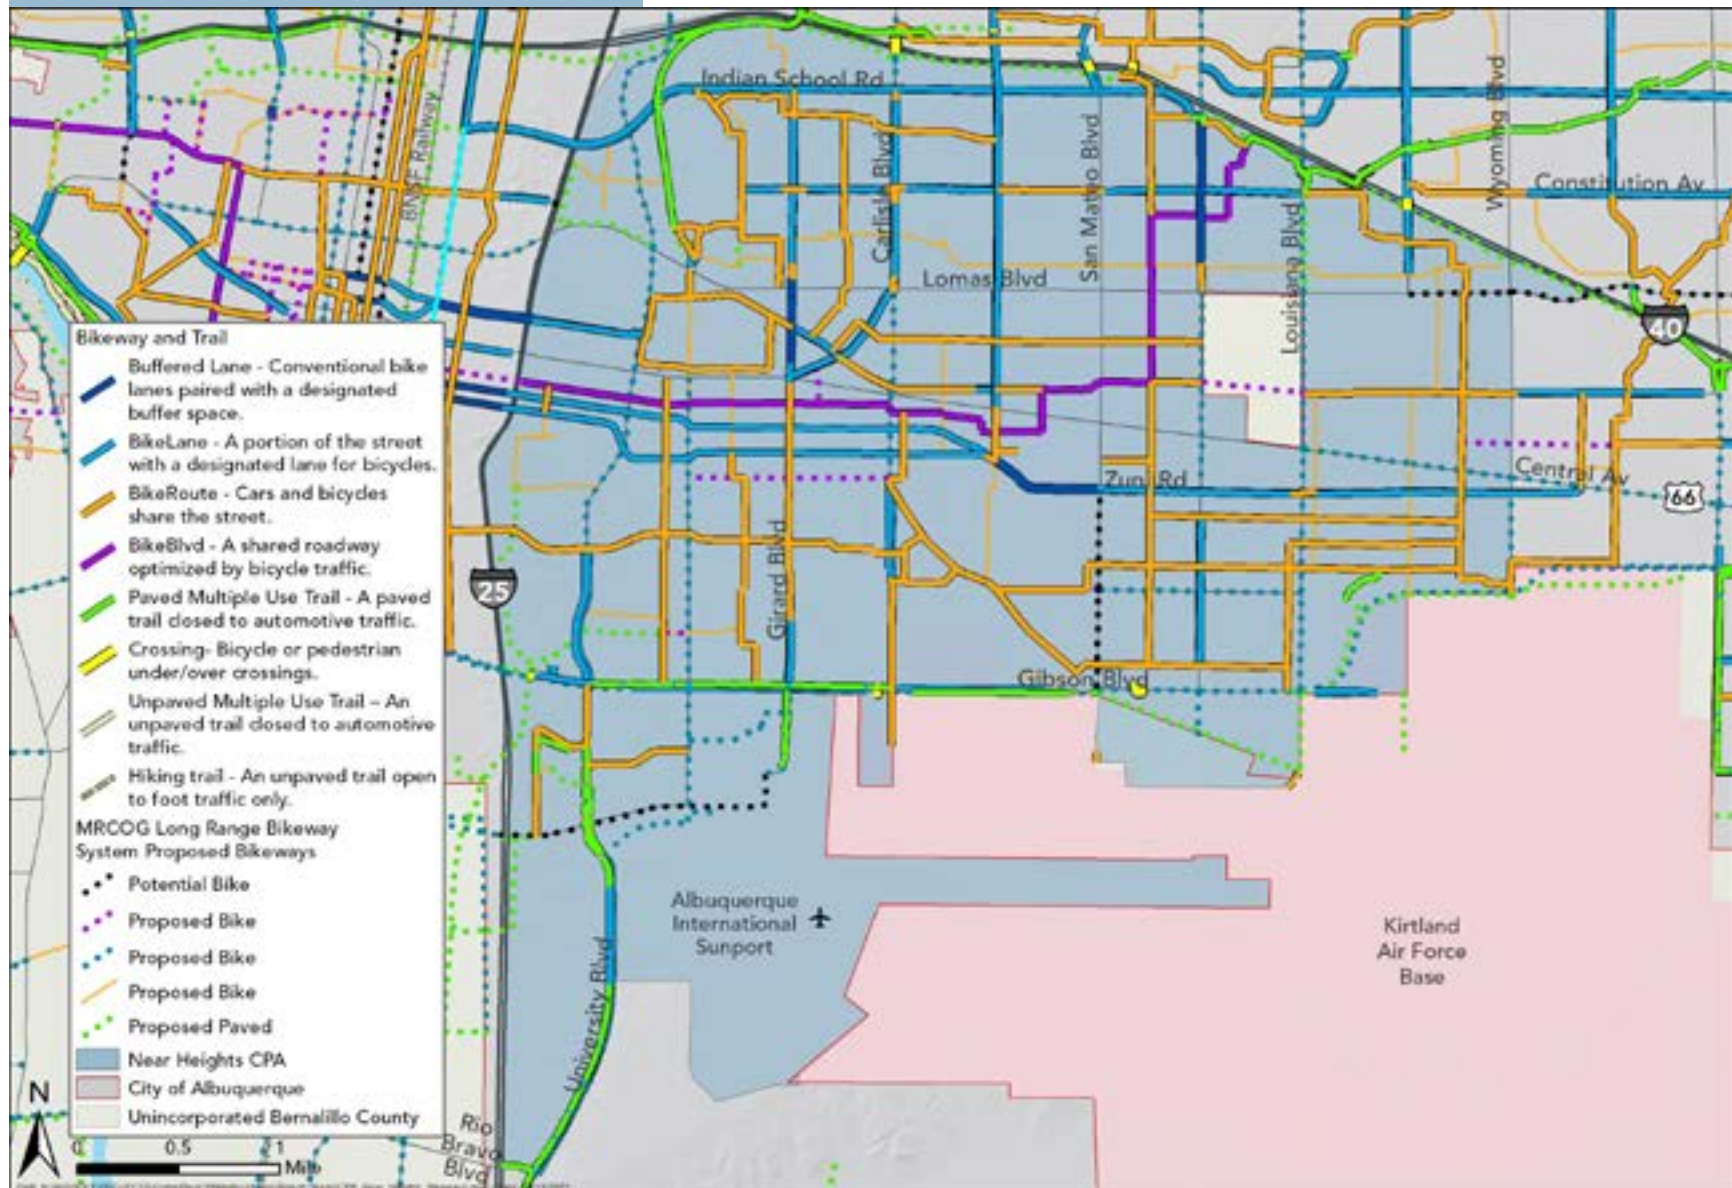 Indian School Rd
BNSF Railway
Carlisle Blvd
San Mateo Blvd
Wyoming Blvd
Constitution Av
Louisiana Blvd
Lomas Blvd
40
Bikeway and Trail
Buffered Lane - Conventional bike
lanes paired with a designated
buffer space.
BikeLane - A portion of the street
with a designated lane for bicycles.
BikeRoute - Cars and bicycles
share the street.
BikeBlvd - A shared roadway
optimized by bicycle traffic.
Paved Multiple Use Trail - A paved
trail closed to automotive traffic.
Crossing- Bicycle or pedestrian
under/over crossings.
Unpaved Multiple Use Trail – An
unpaved trail closed to automotive
traffic.
Hiking trail - An unpaved trail open
to foot traffic only.
MRCOG Long Range Bikeway
System Proposed Bikeways
Potential Bike
Proposed Bike
Proposed Bike
Proposed Bike
Proposed Paved
Near Heights CPA
City of Albuquerque
Unincorporated Bernalillo County
Zuni Rd
Central Av
66
25
Girard Blvd
Gibson Blvd
Albuquerque
International
Sunport
Kirtland
Air Force
Base
University Blvd
Rio
Bravo
Blvd
N
0 0.5 1
Mile